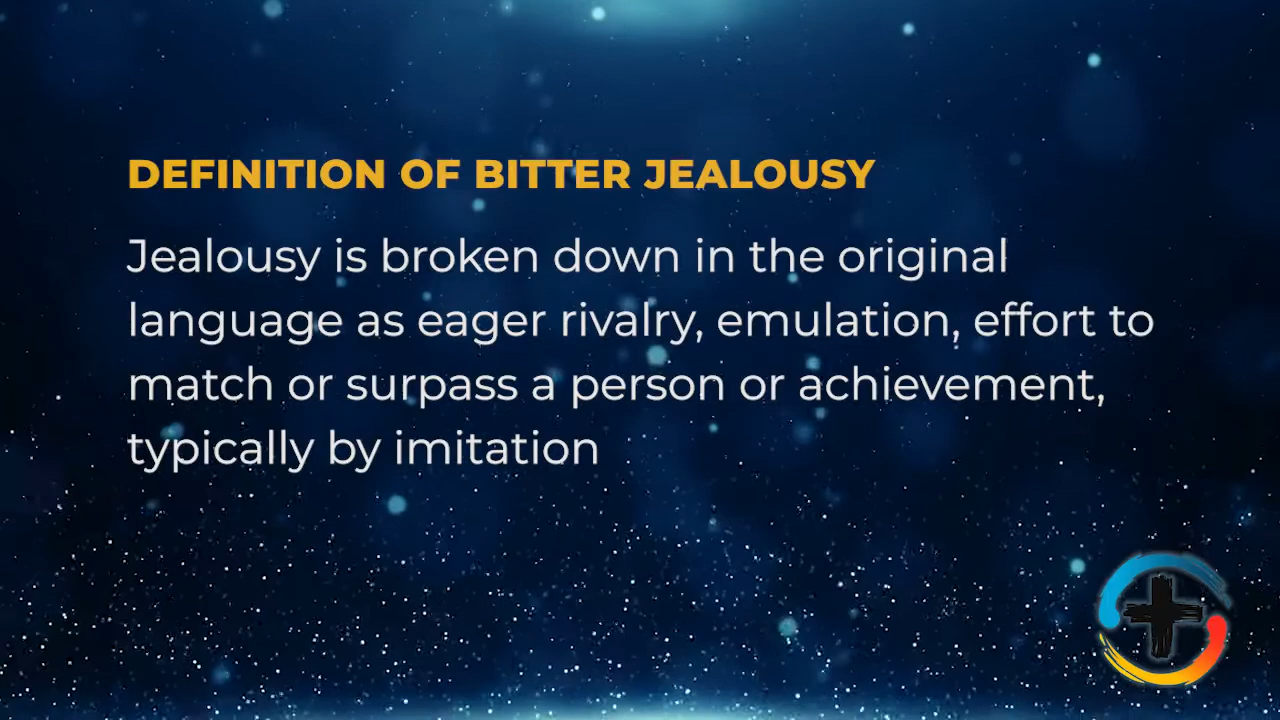 DEFINITION OF BITTER JEALOUSY
Jealousy is broken down in the original
language as eager rivalry, emulation, effort to
match or surpass a person or achievement,
typically by imitation